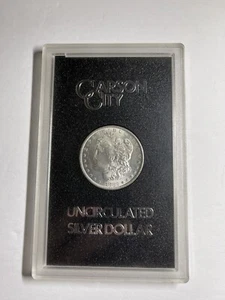 CARSON
CITY
UNCIRCULATED
SILVER DOLLAR